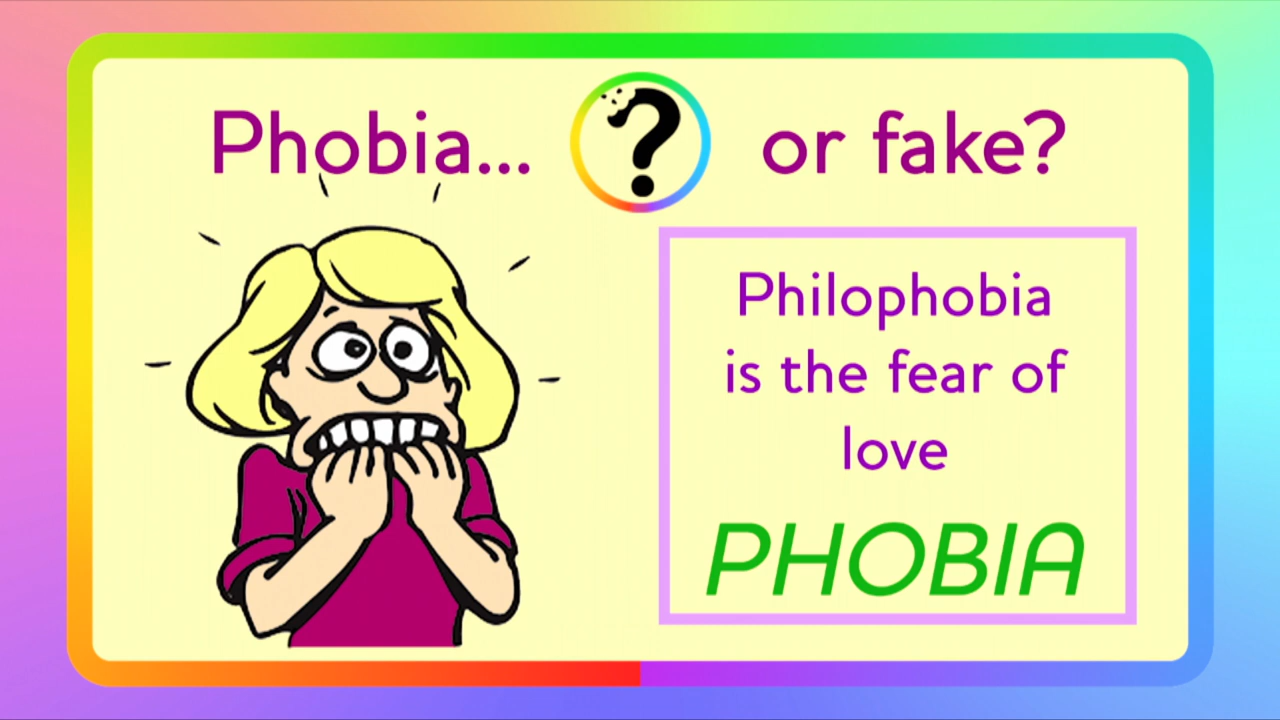 Phobia... ? or fake?
Philophobia
is the fear of
love
PHOBIA